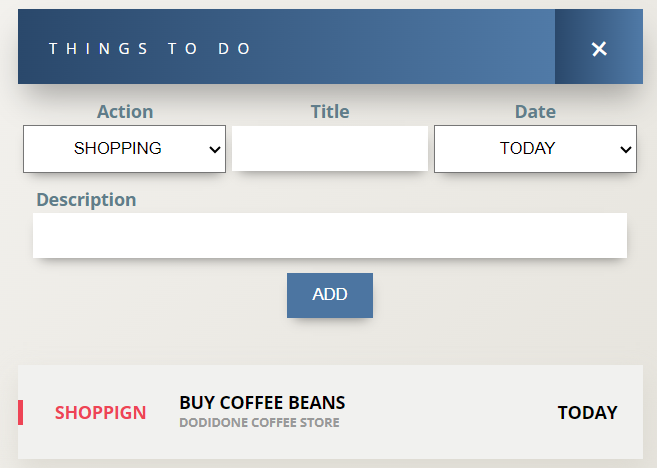 THINGS TO DO ×
Action Title Date
SHOPPING TODAY
Description
ADD
SHOPPIGN BUY COFFEE BEANS TODAY
DODIDONE COFFEE STORE